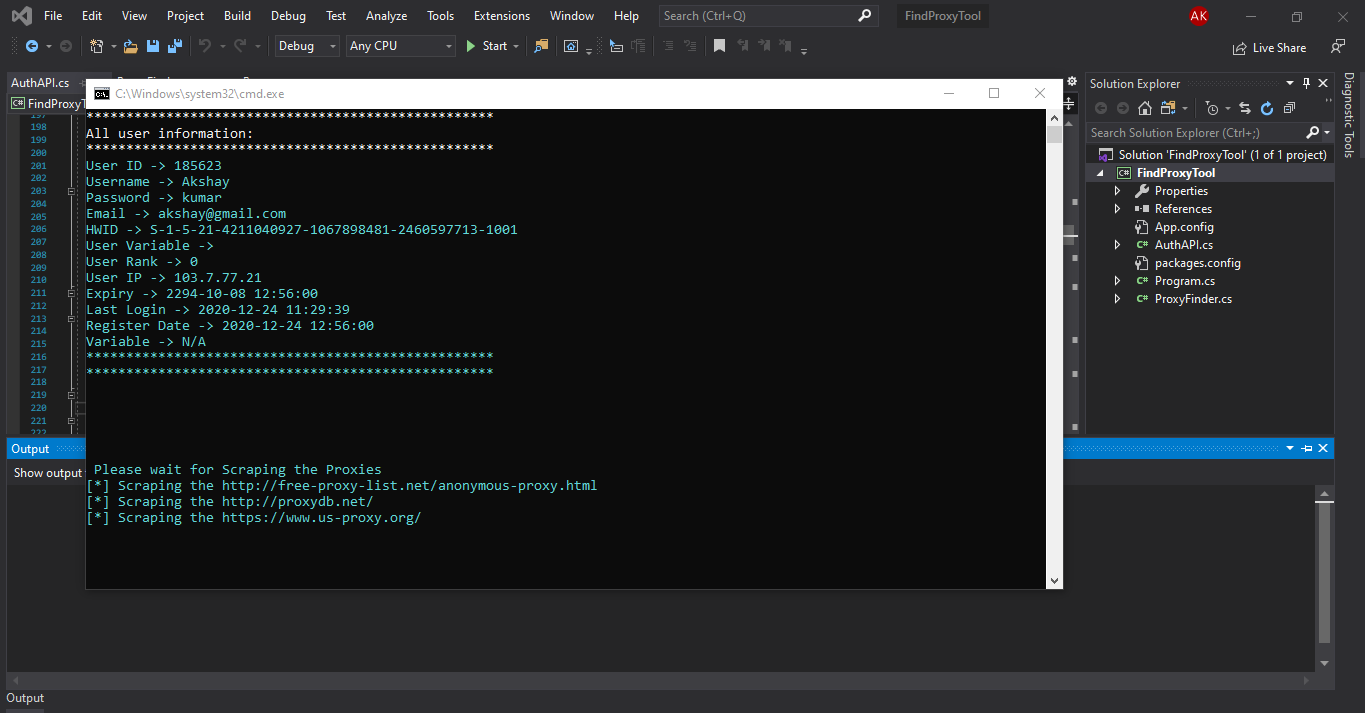 File Edit View Project Build Debug Test Analyze Tools Extensions Window Help Search (Ctrl+Q) FindProxyTool AK
Debug Any CPU Start Live Share
AuthAPI.cs
C# FindProxyT
197
198
199
200
201
202
203
204
205
206
207
208
209
210
211
212
213
214
215
216
217
218
219
220
221
222
C:\Windows\system32\cmd.exe
***************************************************
All user information:
***************************************************
User ID -> 185623
Username -> Akshay
Password -> kumar
Email -> akshay@gmail.com
HWID -> S-1-5-21-4211040927-1067898481-2460597713-1001
User Variable ->
User Rank -> 0
User IP -> 103.7.77.21
Expiry -> 2294-10-08 12:56:00
Last Login -> 2020-12-24 11:29:39
Register Date -> 2020-12-24 12:56:00
Variable -> N/A
***************************************************
***************************************************
Please wait for Scraping the Proxies
[*] Scraping the http://free-proxy-list.net/anonymous-proxy.html
[*] Scraping the http://proxydb.net/
[*] Scraping the https://www.us-proxy.org/
Solution Explorer
Search Solution Explorer (Ctrl+;)
Solution 'FindProxyTool' (1 of 1 project)
C# FindProxyTool
Properties
References
App.config
C# AuthAPI.cs
packages.config
C# Program.cs
C# ProxyFinder.cs
Diagnostic Tools
Output
Show output
Output